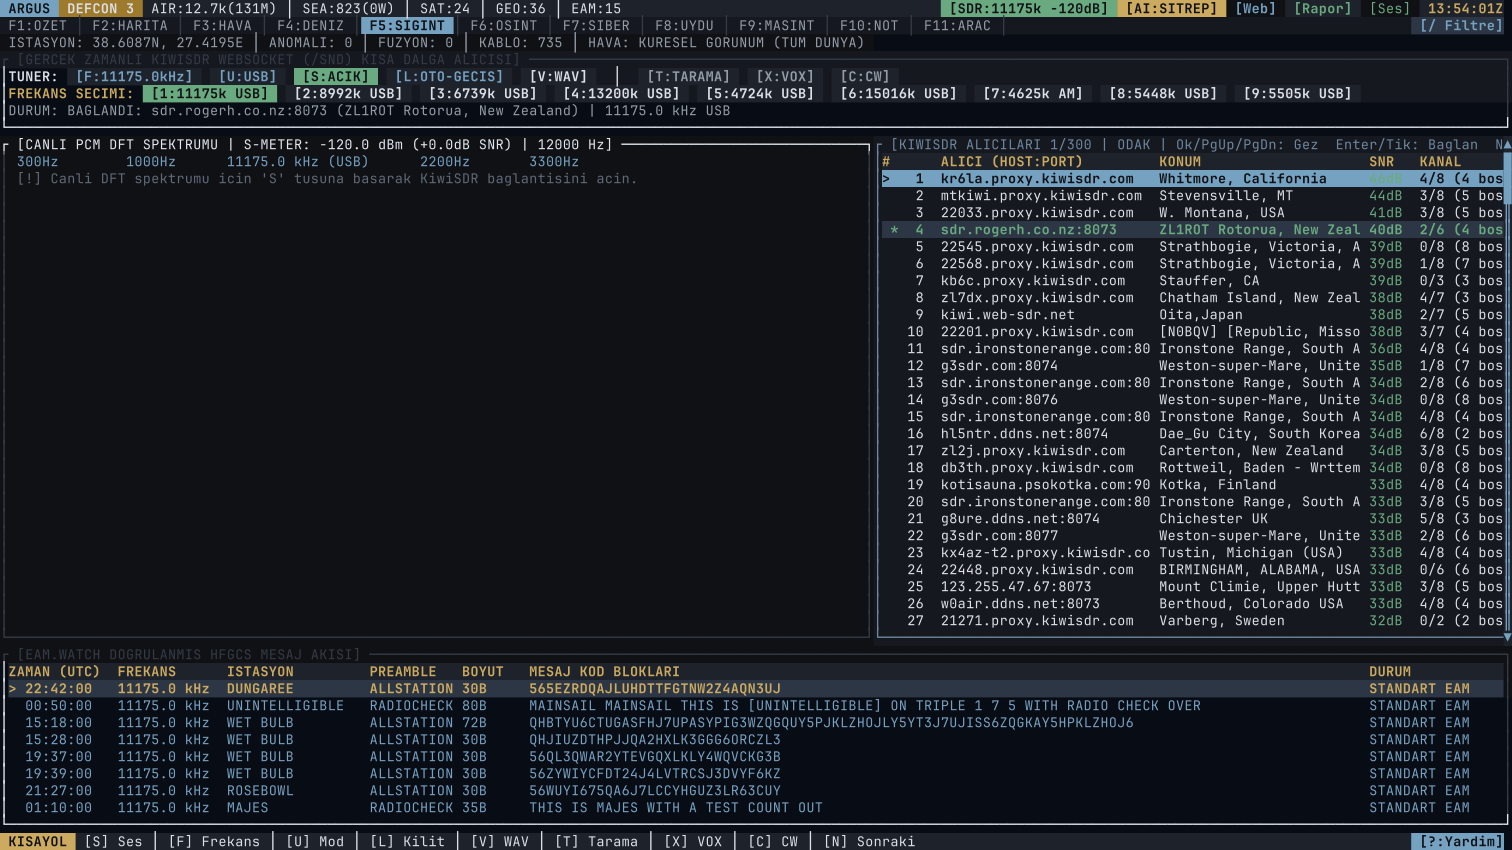 ARGUS DEFCON 3 AIR:12.7k(131M) │ SEA:823(0W) │ SAT:24 │ GEO:36 │ EAM:15 [SDR:11175k -120dB] [AI:SITREP] [Web] [Rapor] [Ses] 13:54:01Z
F1:OZET │ F2:HARITA │ F3:HAVA │ F4:DENIZ │ F5:SIGINT │ F6:OSINT │ F7:SIBER │ F8:UYDU │ F9:MASINT │ F10:NOT │ F11:ARAC [/ Filtre]
ISTASYON: 38.6087N, 27.4195E │ ANOMALI: 0 │ FUZYON: 0 │ KABLO: 735 │ HAVA: KURESEL GORUNUM (TUM DUNYA)
[GERCEK ZAMANLI KIWISDR WEBSOCKET (/SND) KISA DALGA ALICISI]
TUNER: [F:11175.0kHz] [U:USB] [S:ACIK] [L:OTO-GECIS] [V:WAV] │ [T:TARAMA] [X:VOX] [C:CW]
FREKANS SECIMI: [1:11175k USB] [2:8992k USB] [3:6739k USB] [4:13200k USB] [5:4724k USB] [6:15016k USB] [7:4625k AM] [8:5448k USB] [9:5505k USB]
DURUM: BAGLANDI: sdr.rogerh.co.nz:8073 (ZL1ROT Rotorua, New Zealand) | 11175.0 kHz USB
[CANLI PCM DFT SPEKTRUMU | S-METER: -120.0 dBm (+0.0dB SNR) | 12000 Hz]
300Hz 1000Hz 11175.0 kHz (USB) 2200Hz 3300Hz
[!] Canli DFT spektrumu icin 'S' tusuna basarak KiwiSDR baglantisini acin.
[KIWISDR ALICILARI 1/300 | ODAK | Ok/PgUp/PgDn: Gez Enter/Tik: Baglan N
# ALICI (HOST:PORT) KONUM SNR KANAL
> 1 kr6la.proxy.kiwisdr.com Whitmore, California 4/8 (4 bos
2 mtkiwi.proxy.kiwisdr.com Stevensville, MT 44dB 3/8 (5 bos
3 22033.proxy.kiwisdr.com W. Montana, USA 41dB 3/8 (5 bos
* 4 sdr.rogerh.co.nz:8073 ZL1ROT Rotorua, New Zeal 40dB 2/6 (4 bos
5 22545.proxy.kiwisdr.com Strathbogie, Victoria, A 39dB 0/8 (8 bos
6 22568.proxy.kiwisdr.com Strathbogie, Victoria, A 39dB 1/8 (7 bos
7 kb6c.proxy.kiwisdr.com Stauffer, CA 39dB 0/3 (3 bos
8 zl7dx.proxy.kiwisdr.com Chatham Island, New Zeal 38dB 4/7 (3 bos
9 kiwi.web-sdr.net Oita,Japan 38dB 2/7 (5 bos
10 22201.proxy.kiwisdr.com [N0BQV] [Republic, Misso 38dB 3/7 (4 bos
11 sdr.ironstonerange.com:80 Ironstone Range, South A 36dB 4/8 (4 bos
12 g3sdr.com:8074 Weston-super-Mare, Unite 35dB 1/8 (7 bos
13 sdr.ironstonerange.com:80 Ironstone Range, South A 34dB 2/8 (6 bos
14 g3sdr.com:8076 Weston-super-Mare, Unite 34dB 0/8 (8 bos
15 sdr.ironstonerange.com:80 Ironstone Range, South A 34dB 4/8 (4 bos
16 hl5ntr.ddns.net:8074 Dae_Gu City, South Korea 34dB 6/8 (2 bos
17 zl2j.proxy.kiwisdr.com Carterton, New Zealand 34dB 3/8 (5 bos
18 db3th.proxy.kiwisdr.com Rottweil, Baden - Wrttem 34dB 0/8 (8 bos
19 kotisauna.psokotka.com:90 Kotka, Finland 33dB 4/8 (4 bos
20 sdr.ironstonerange.com:80 Ironstone Range, South A 33dB 3/8 (5 bos
21 g8ure.ddns.net:8074 Chichester UK 33dB 5/8 (3 bos
22 g3sdr.com:8077 Weston-super-Mare, Unite 33dB 2/8 (6 bos
23 kx4az-t2.proxy.kiwisdr.co Tustin, Michigan (USA) 33dB 4/8 (4 bos
24 22448.proxy.kiwisdr.com BIRMINGHAM, ALABAMA, USA 33dB 0/6 (6 bos
25 123.255.47.67:8073 Mount Climie, Upper Hutt 33dB 3/8 (5 bos
26 w0air.ddns.net:8073 Berthoud, Colorado USA 33dB 4/8 (4 bos
27 21271.proxy.kiwisdr.com Varberg, Sweden 32dB 0/2 (2 bos
[EAM.WATCH DOGRULANMIS HFGCS MESAJ AKISI]
ZAMAN (UTC) FREKANS ISTASYON PREAMBLE BOYUT MESAJ KOD BLOKLARI DURUM
> 22:42:00 11175.0 kHz DUNGAREE ALLSTATION 30B 565EZRDQAJLUHDTTFGTNW2Z4AQN3UJ STANDART EAM
00:50:00 11175.0 kHz UNINTELLIGIBLE RADIOCHECK 80B MAINSAIL MAINSAIL THIS IS [UNINTELLIGIBLE] ON TRIPLE 1 7 5 WITH RADIO CHECK OVER STANDART EAM
15:18:00 11175.0 kHz WET BULB ALLSTATION 72B QHBTYU6CTUGASFHJ7UPASYPIG3WZQGQUY5PJKLZHOJLY5YT3J7UJISS6ZQGKAY5HPKLZHOJ6 STANDART EAM
15:28:00 11175.0 kHz WET BULB ALLSTATION 30B QHJIUZDTHPJJQA2HXLK3GGG6ORCZL3 STANDART EAM
19:37:00 11175.0 kHz WET BULB ALLSTATION 30B 56QL3QWAR2YTEVGQXLKLY4WQVCKG3B STANDART EAM
19:39:00 11175.0 kHz WET BULB ALLSTATION 30B 56ZYWIYCFDT24J4LVTRCSJ3DVYF6KZ STANDART EAM
21:27:00 11175.0 kHz ROSEBOWL ALLSTATION 30B 56WUYI675QA6J7LCCYHGUZ3LR63CUY STANDART EAM
01:10:00 11175.0 kHz MAJES RADIOCHECK 35B THIS IS MAJES WITH A TEST COUNT OUT STANDART EAM
KISAYOL [S] Ses │ [F] Frekans │ [U] Mod │ [L] Kilit │ [V] WAV │ [T] Tarama │ [X] VOX │ [C] CW │ [N] Sonraki [?:Yardim]